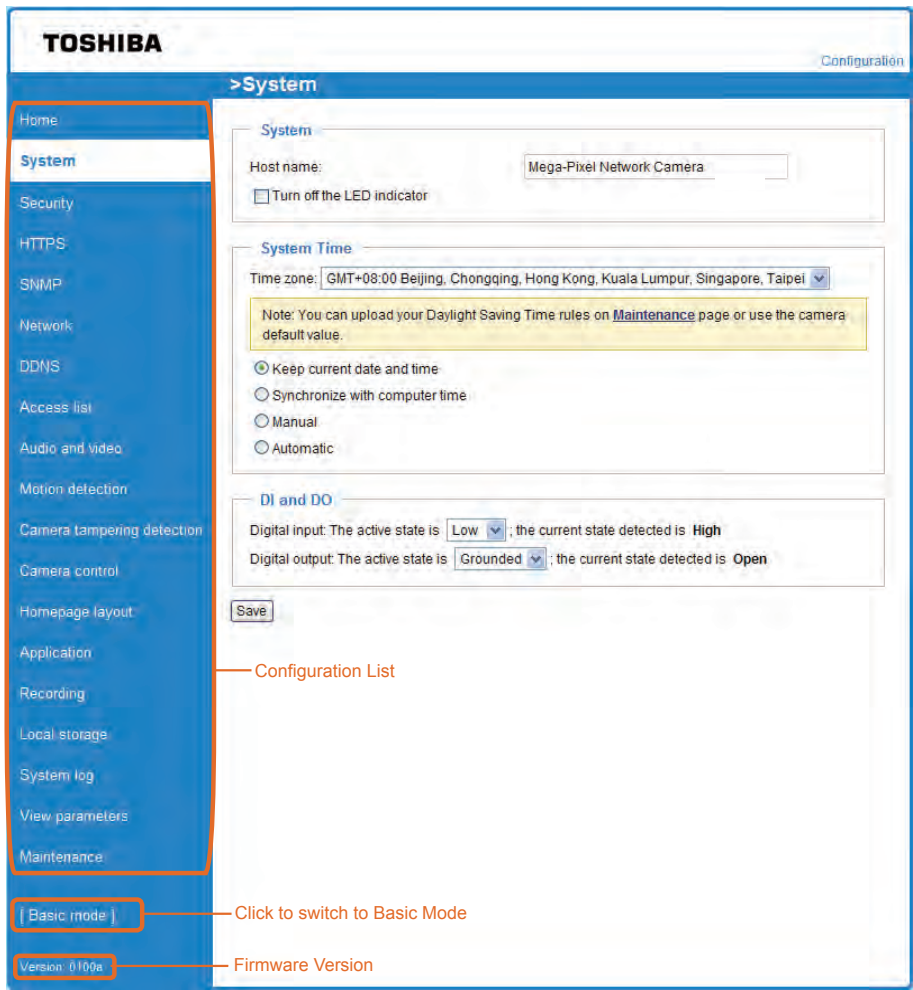 TOSHIBA
Configuration
>System
Home
System
Security
HTTPS
SNMP
Network
DDNS
Access list
Audio and video
Motion detection
Camera tampering detection
Camera control
Homepage layout
Application
Recording
Local storage
System log
View parameters
Maintenance
[ Basic mode ]
Version: 0100a
System
Host name: Mega-Pixel Network Camera
Turn off the LED indicator
System Time
Time zone: GMT+08:00 Beijing, Chongqing, Hong Kong, Kuala Lumpur, Singapore, Taipei
Note: You can upload your Daylight Saving Time rules on Maintenance page or use the camera
default value.
Keep current date and time
Synchronize with computer time
Manual
Automatic
DI and DO
Digital input: The active state is Low ; the current state detected is High
Digital output: The active state is Grounded ; the current state detected is Open
Save
Configuration List
Click to switch to Basic Mode
Firmware Version